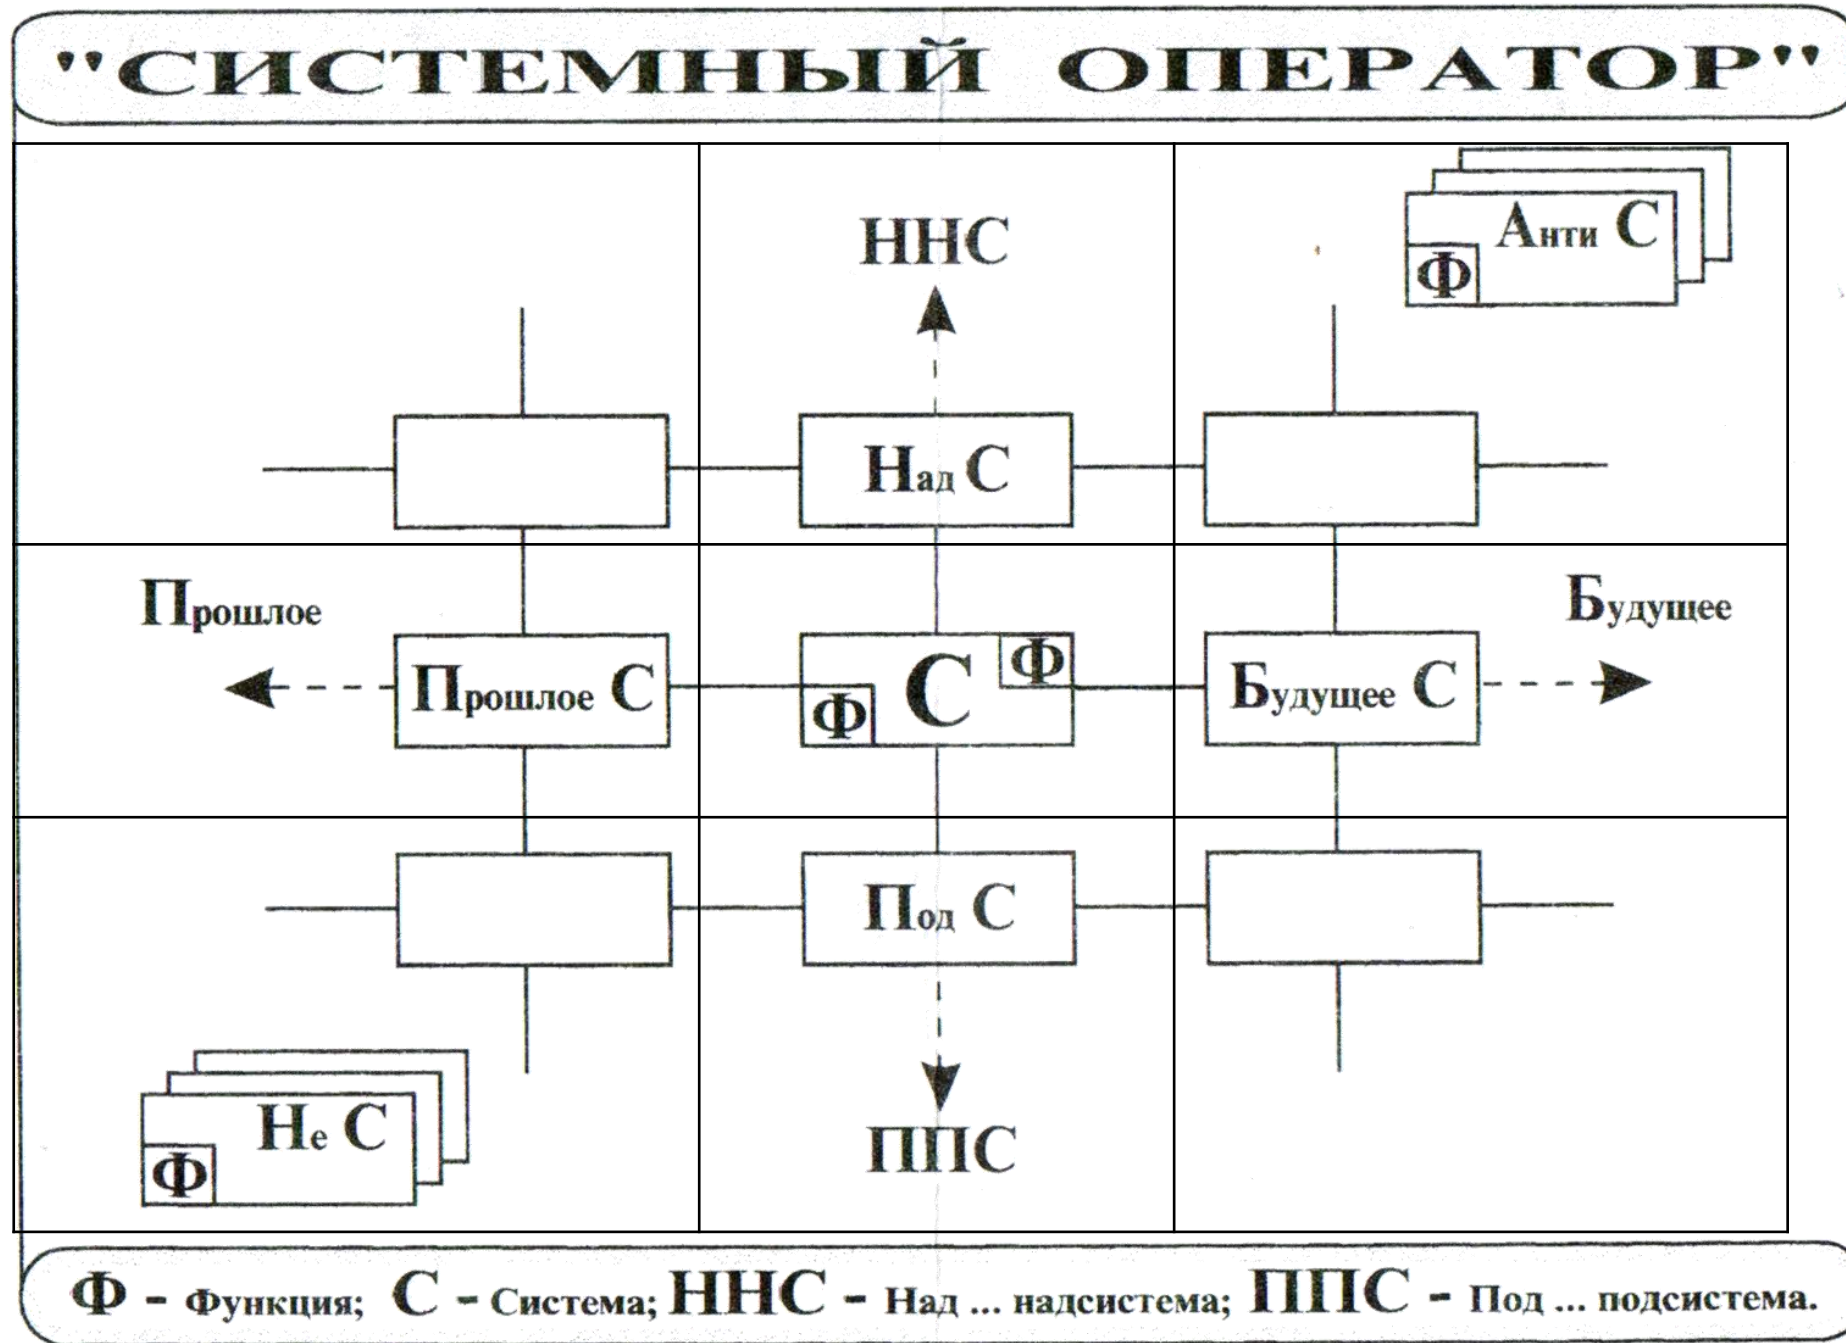 "СИСТЕМНЫЙ ОПЕРАТОР"
Анти С
Ф
ННС
Над С
Прошлое
Будущее
Прошлое С
Ф
С
Ф
Будущее С
Под С
ППС
Не С
Ф
Ф - Функция; С - Система; ННС - Над ... надсистема; ППС - Под ... подсистема.